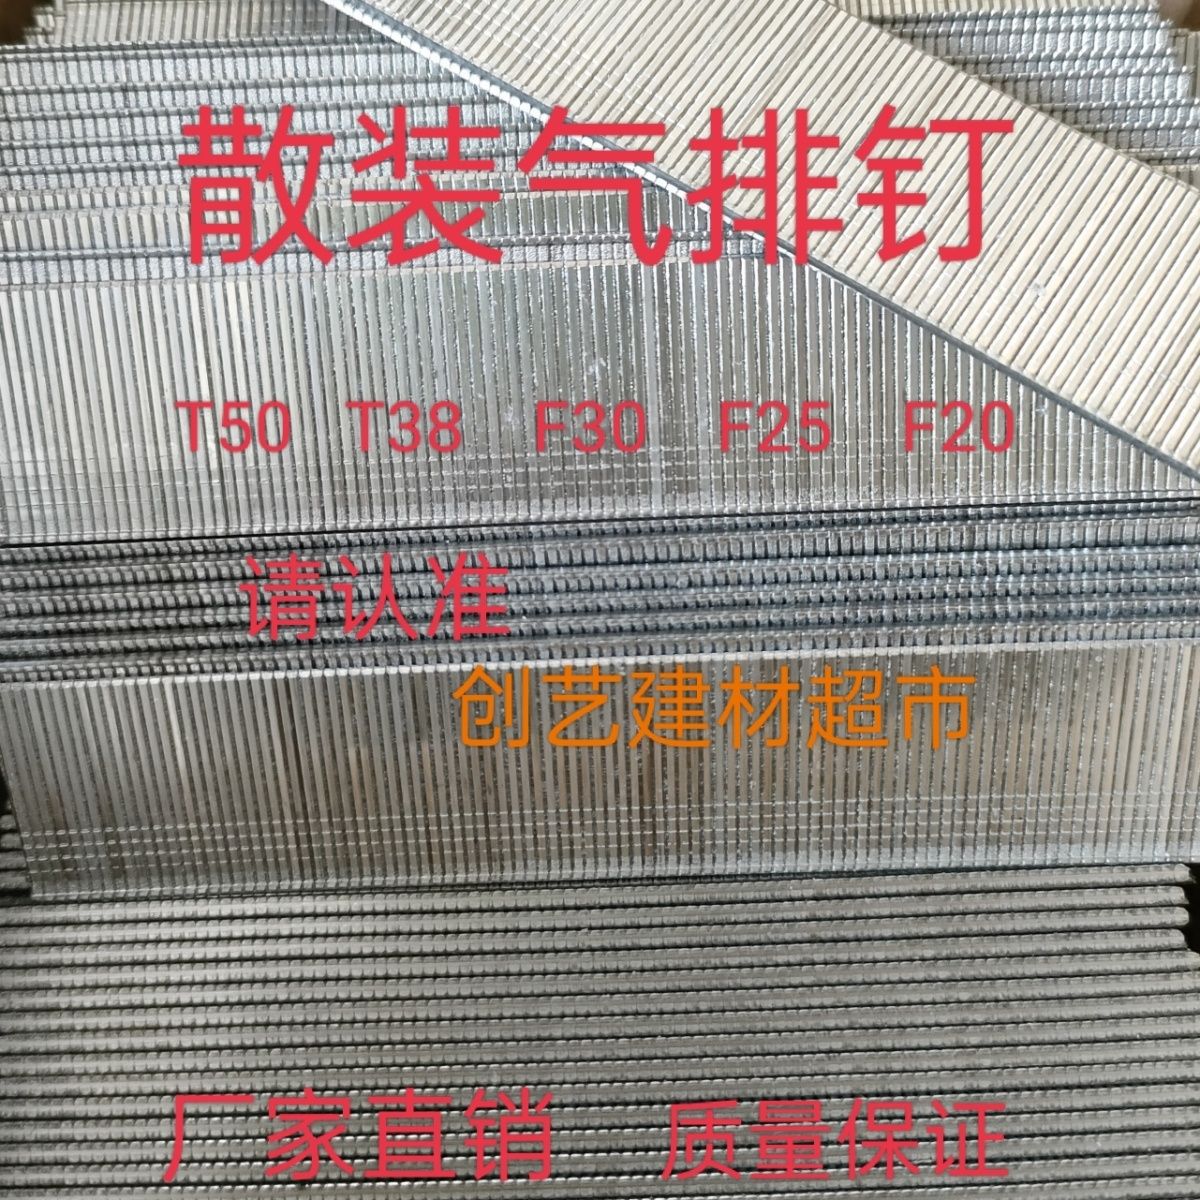 散装气排钉
T50 T38 F30 F25 F20
请认准
创艺建材超市
厂家直销 质量保证